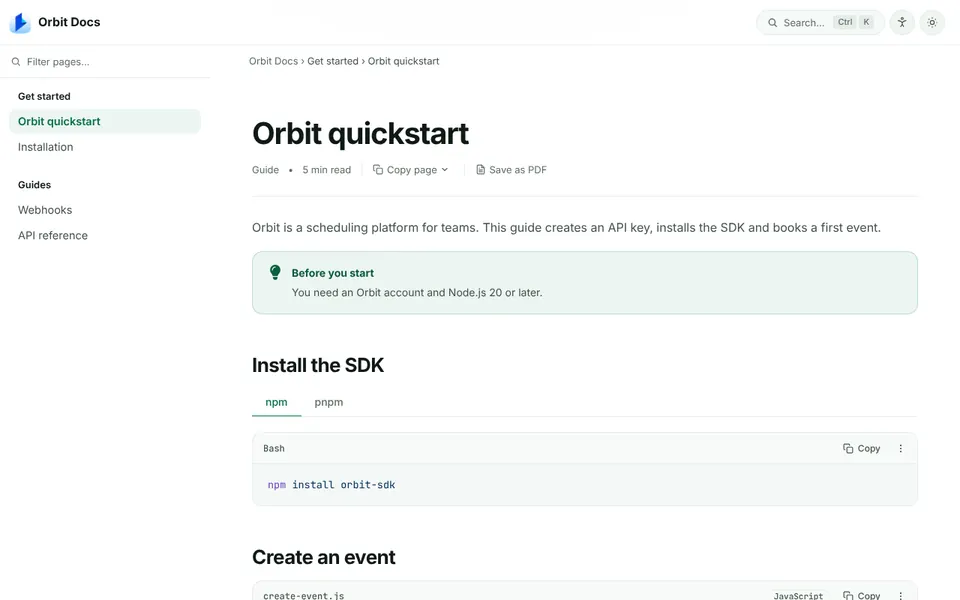 Orbit Docs
Search... Ctrl K
Filter pages...
Get started
Orbit quickstart
Installation
Guides
Webhooks
API reference
Orbit Docs › Get started › Orbit quickstart
Orbit quickstart
Guide • 5 min read Copy page Save as PDF
Orbit is a scheduling platform for teams. This guide creates an API key, installs the SDK and books a first event.
Before you start
You need an Orbit account and Node.js 20 or later.
Install the SDK
npm pnpm
Bash Copy
npm install orbit-sdk
Create an event
create-event.js JavaScript Copy